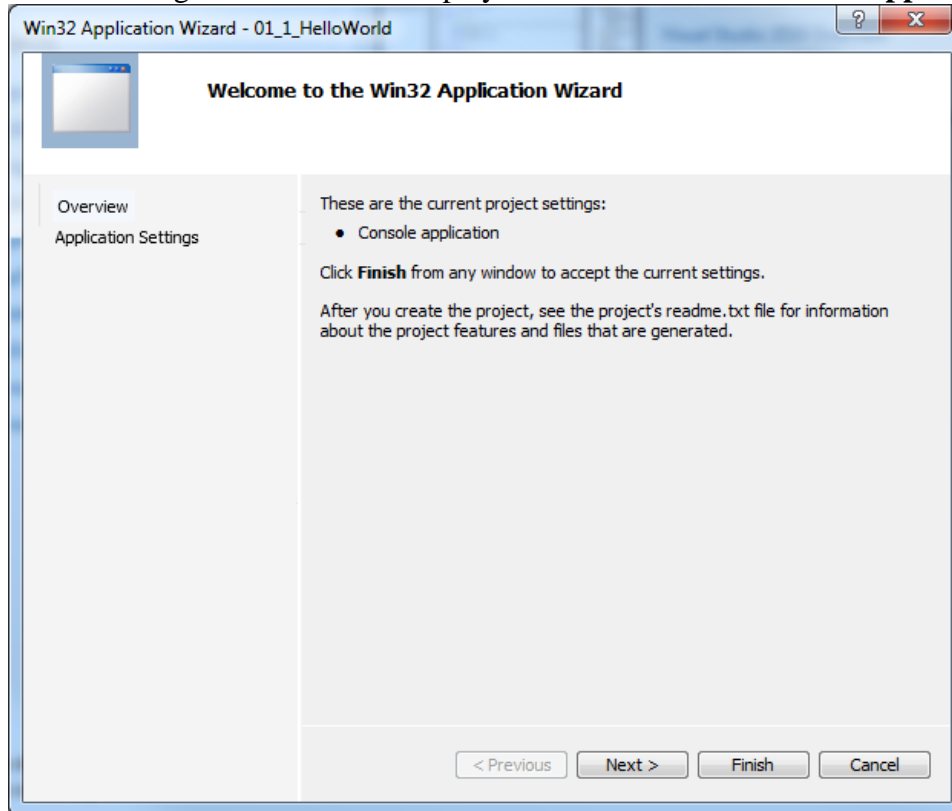 Win32 Application Wizard - 01_1_HelloWorld
Welcome to the Win32 Application Wizard
Overview
Application Settings
These are the current project settings:
● Console application
Click Finish from any window to accept the current settings.
After you create the project, see the project's readme.txt file for information
about the project features and files that are generated.
< Previous Next > Finish Cancel